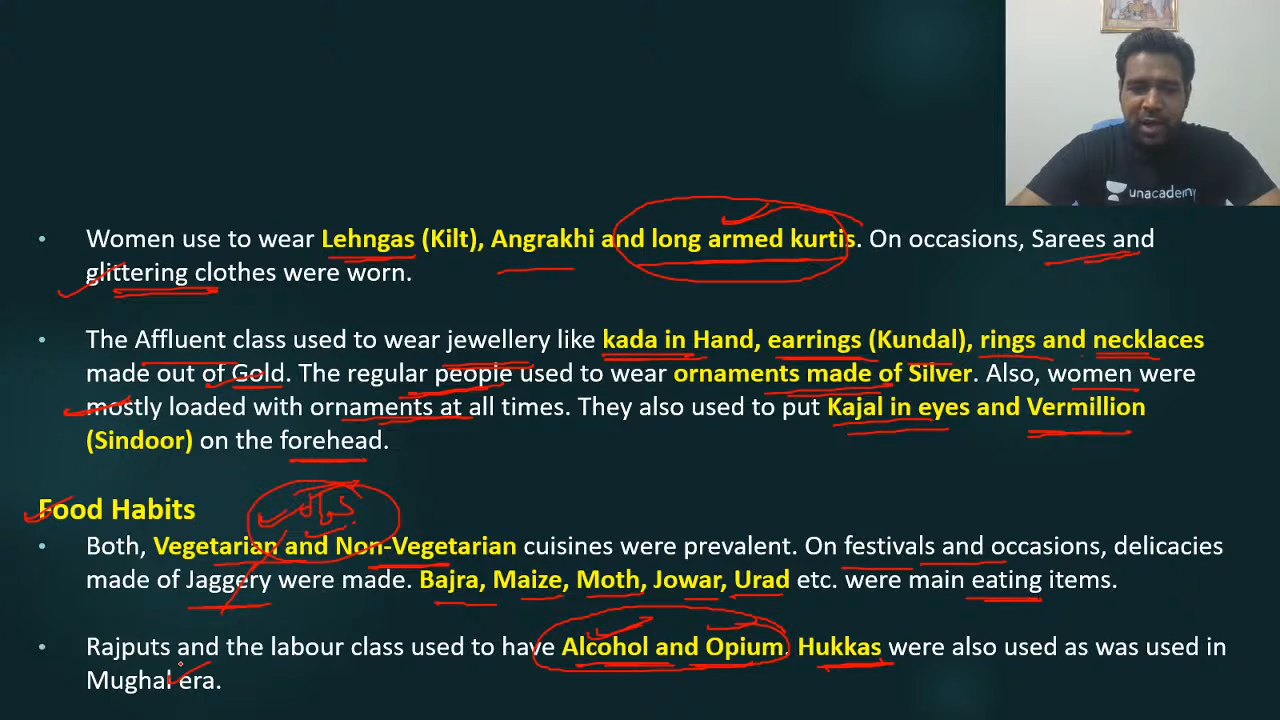 unacademy
• Women use to wear Lehngas (Kilt), Angrakhi and long armed kurtis. On occasions, Sarees and
glittering clothes were worn.
• The Affluent class used to wear jewellery like kada in Hand, earrings (Kundal), rings and necklaces
made out of Gold. The regular people used to wear ornaments made of Silver. Also, women were
mostly loaded with ornaments at all times. They also used to put Kajal in eyes and Vermillion
(Sindoor) on the forehead.
Food Habits
• Both, Vegetarian and Non-Vegetarian cuisines were prevalent. On festivals and occasions, delicacies
made of Jaggery were made. Bajra, Maize, Moth, Jowar, Urad etc. were main eating items.
• Rajputs and the labour class used to have Alcohol and Opium. Hukkas were also used as was used in
Mughal era.